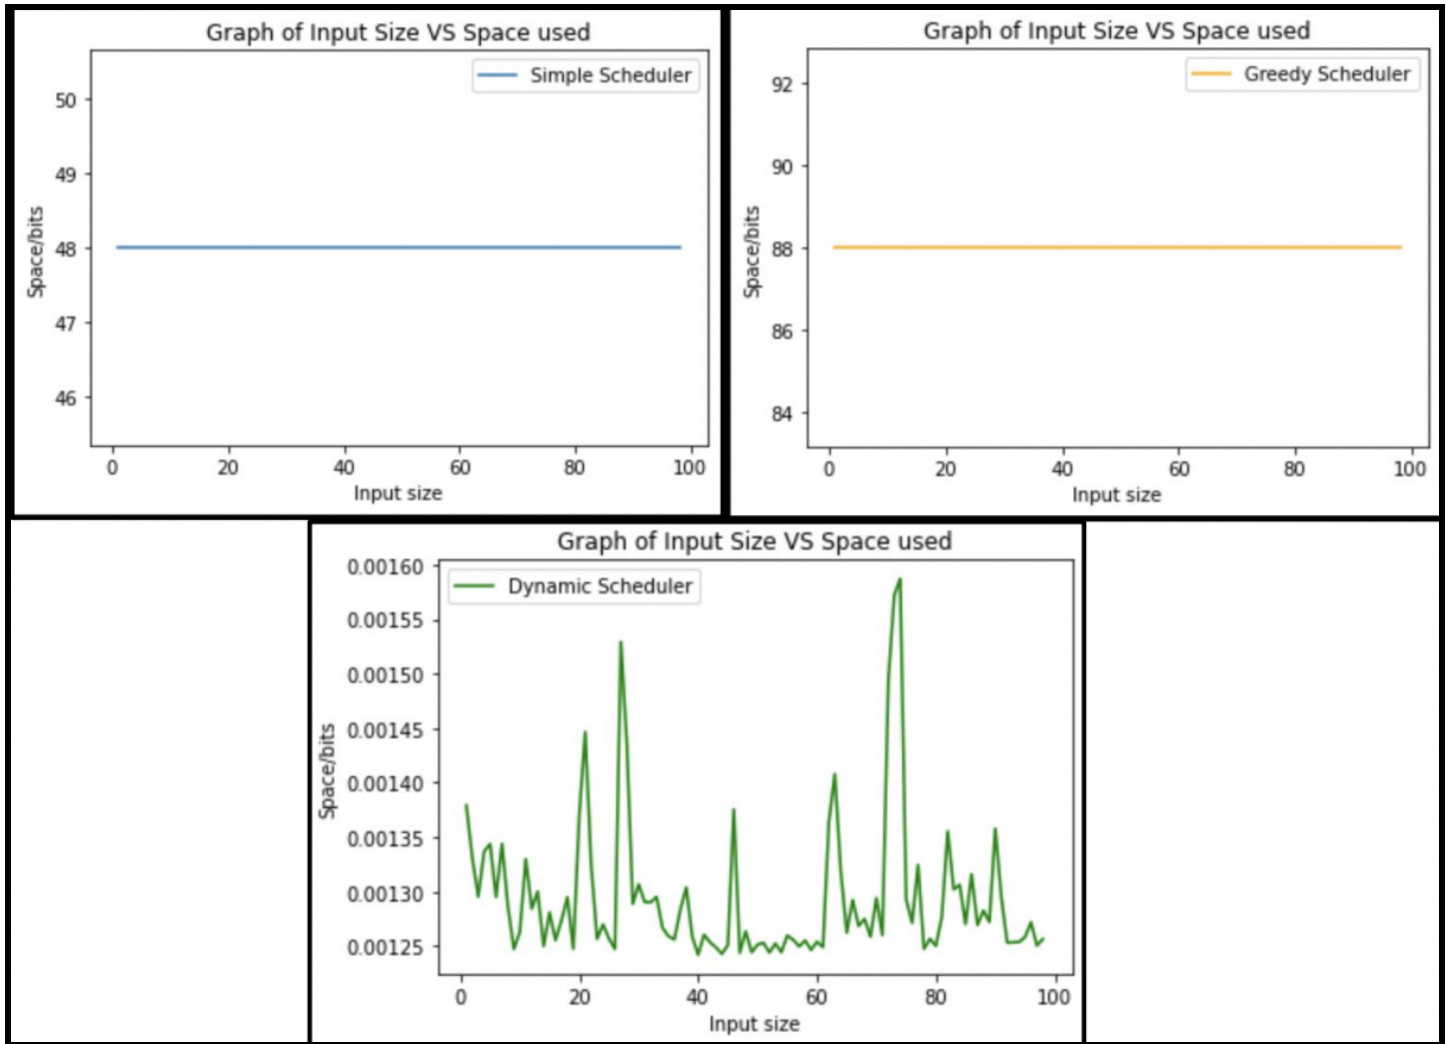 Graph of Input Size VS Space used
Simple Scheduler
50
49
48
47
46
Space/bits
0 20 40 60 80 100
Input size
Graph of Input Size VS Space used
Greedy Scheduler
92
90
88
86
84
Space/bits
0 20 40 60 80 100
Input size
Graph of Input Size VS Space used
Dynamic Scheduler
0.00160
0.00155
0.00150
0.00145
0.00140
0.00135
0.00130
0.00125
Space/bits
0 20 40 60 80 100
Input size